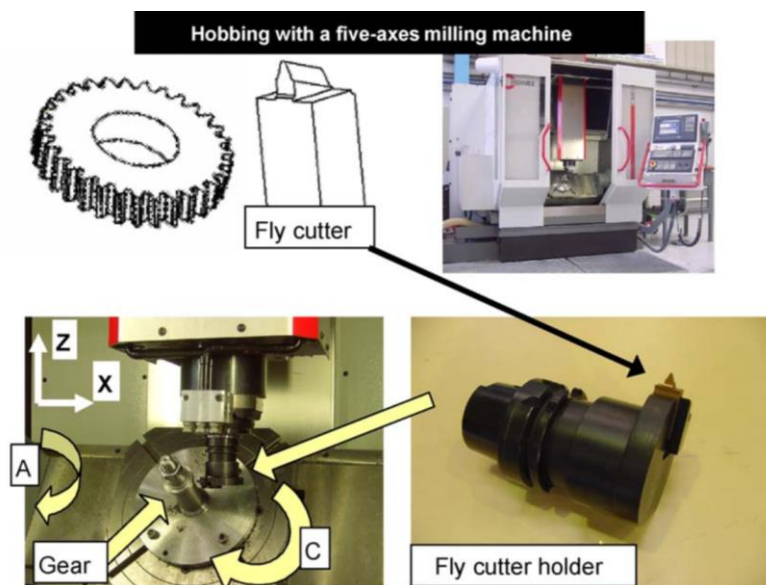 Hobbing with a five-axes milling machine
Fly cutter
Z
X
A
Gear
C
Fly cutter holder